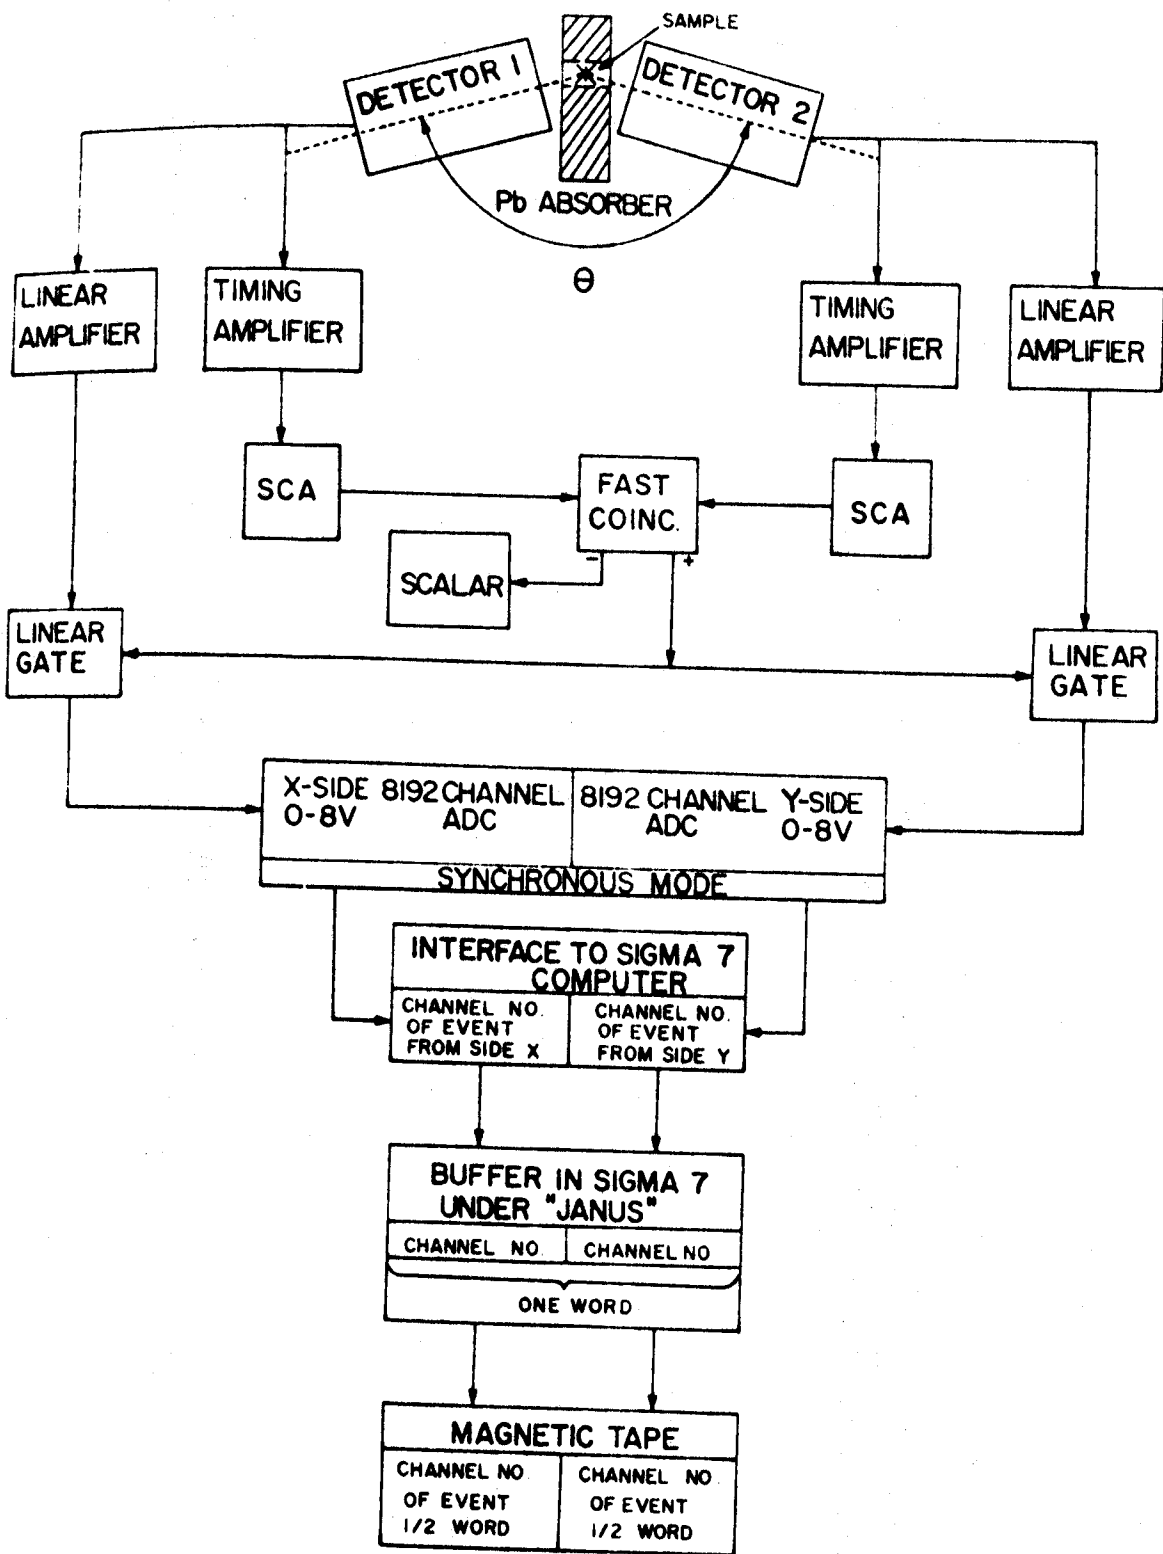 SAMPLE
DETECTOR 1
DETECTOR 2
Pb ABSORBER
θ
LINEAR
AMPLIFIER
TIMING
AMPLIFIER
TIMING
AMPLIFIER
LINEAR
AMPLIFIER
SCA
FAST
COINC.
SCA
- +
SCALAR
LINEAR
GATE
LINEAR
GATE
X-SIDE 8192 CHANNEL
0-8V ADC
8192 CHANNEL Y-SIDE
ADC 0-8V
SYNCHRONOUS MODE
INTERFACE TO SIGMA 7
COMPUTER
CHANNEL NO.
OF EVENT
FROM SIDE X
CHANNEL NO.
OF EVENT
FROM SIDE Y
BUFFER IN SIGMA 7
UNDER "JANUS"
CHANNEL NO.
CHANNEL NO
ONE WORD
MAGNETIC TAPE
CHANNEL NO
OF EVENT
1/2 WORD
CHANNEL NO
OF EVENT
1/2 WORD